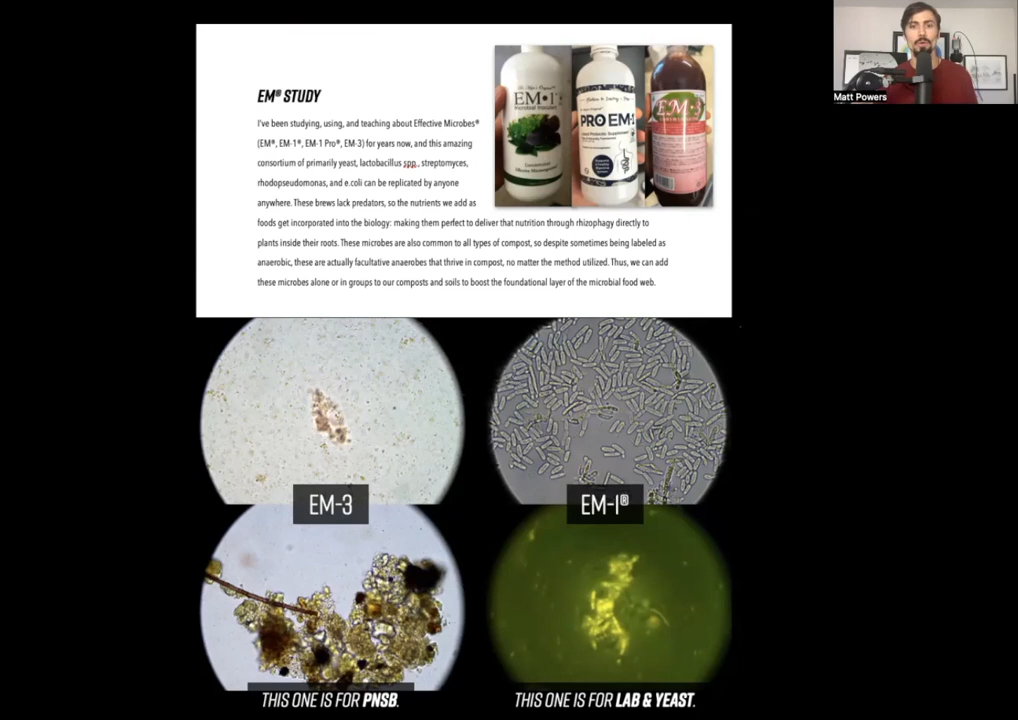 EM® STUDY
I've been studying, using, and teaching about Effective Microbes®
(EM®, EM-1®, EM-1 Pro®, EM-3) for years now, and this amazing
consortium of primarily yeast, lactobacillus spp., streptomyces,
rhodopseudomonas, and e.coli can be replicated by anyone
anywhere. These brews lack predators, so the nutrients we add as
foods get incorporated into the biology: making them perfect to deliver that nutrition through rhizophagy directly to
plants inside their roots. These microbes are also common to all types of compost, so despite sometimes being labeled as
anaerobic, these are actually facultative anaerobes that thrive in compost, no matter the method utilized. Thus, we can add
these microbes alone or in groups to our composts and soils to boost the foundational layer of the microbial food web.
EM•1
Microbial Inoculant
PRO EM•1
Liquid Probiotic Supplement
EM•3
Matt Powers
EM-3
EM-1®
THIS ONE IS FOR PNSB.
THIS ONE IS FOR LAB & YEAST.